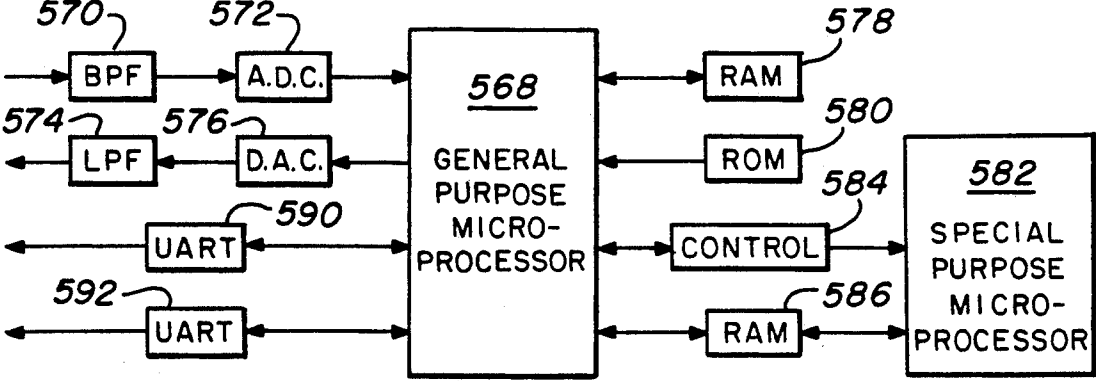 570
572
578
BPF
A.D.C.
568
RAM
574
576
580
LPF
D.A.C.
GENERAL
PURPOSE
MICRO-
PROCESSOR
ROM
582
590
584
UART
CONTROL
SPECIAL
PURPOSE
MICRO-
PROCESSOR
592
586
UART
RAM